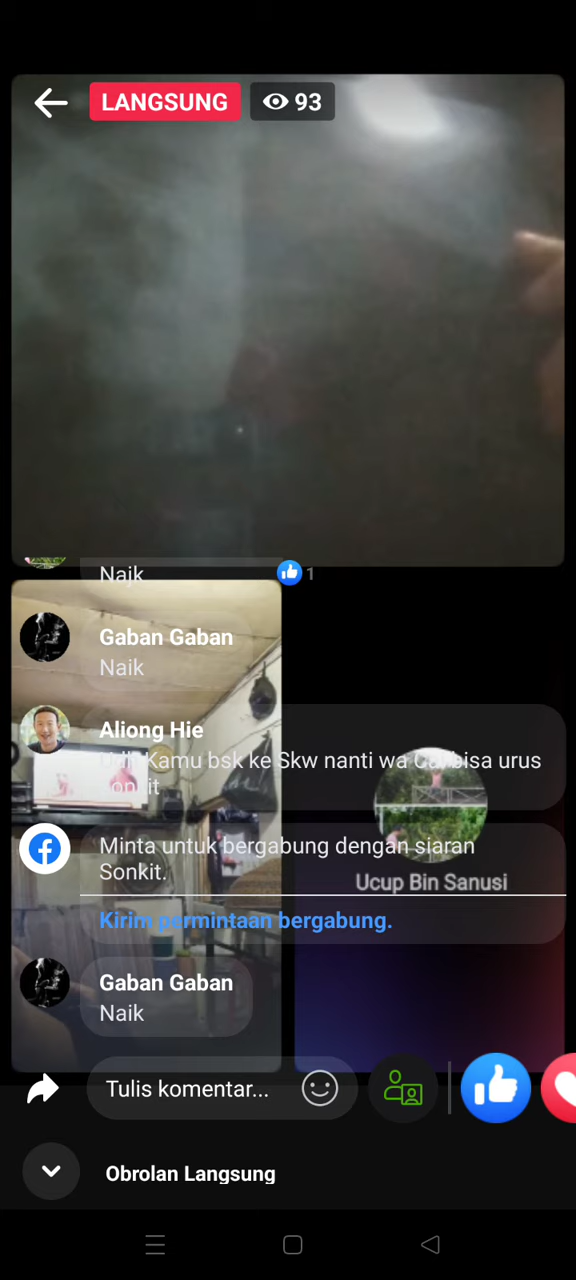 LANGSUNG 93
Naik
1
Gaban Gaban
Naik
Aliong Hie
Kamu bsk ke Skw nanti wa bisa urus
Minta untuk bergabung dengan siaran
Sonkit.
Ucup Bin Sanusi
Kirim permintaan bergabung.
Gaban Gaban
Naik
Tulis komentar...
Obrolan Langsung